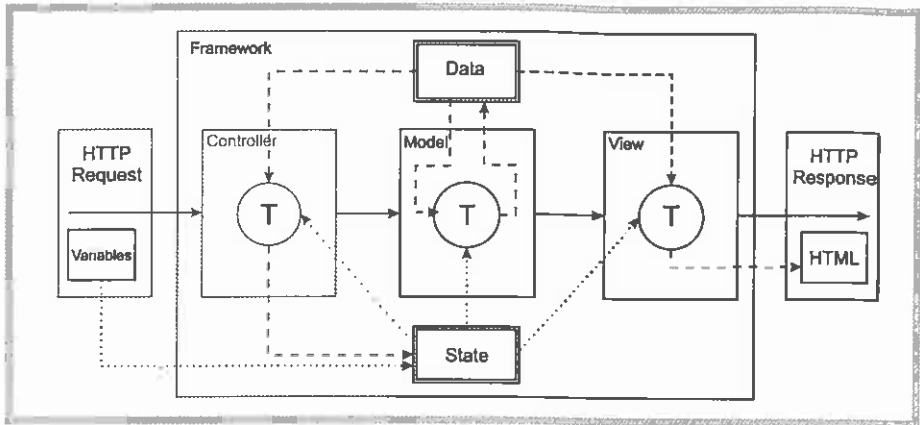 Framework
Data
HTTP
Request
Controller
Model
View
HTTP
Response
T
T
T
Variables
HTML
State